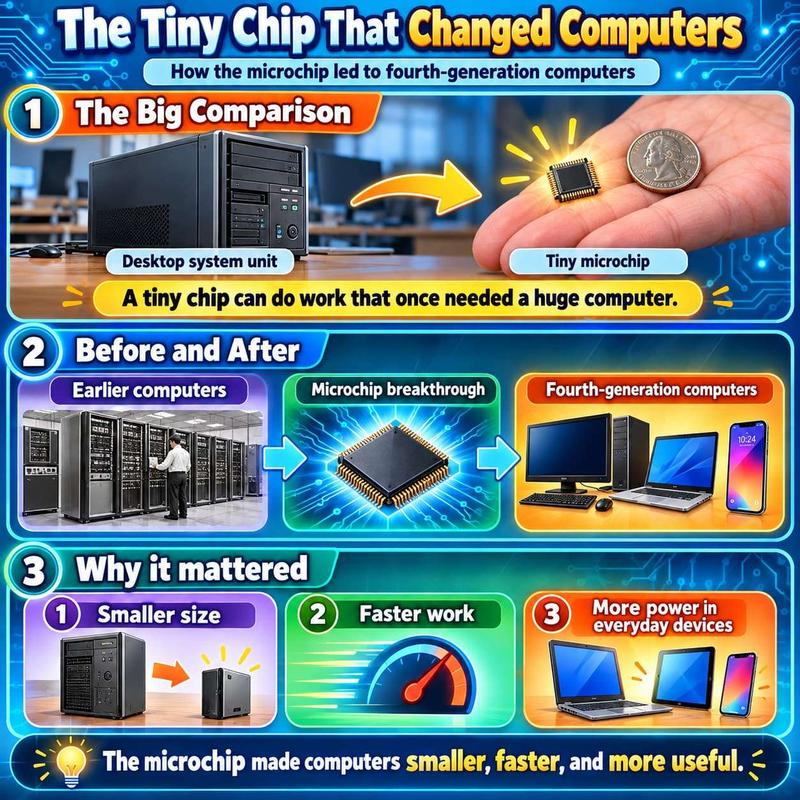 The Tiny Chip That Changed Computers
How the microchip led to fourth-generation computers
1 The Big Comparison
Desktop system unit
Tiny microchip
A tiny chip can do work that once needed a huge computer.
2 Before and After
Earlier computers
Microchip breakthrough
Fourth-generation computers
10:24
3 Why it mattered
1 Smaller size
2 Faster work
3 More power in
everyday devices
The microchip made computers smaller, faster, and more useful.